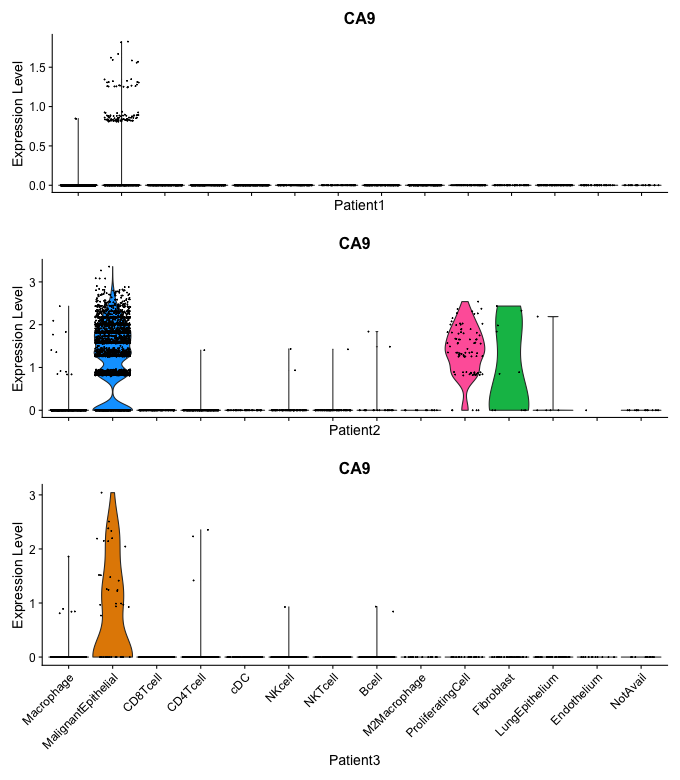 CA9
Expression Level
1.5
1.0
0.5
0.0
Patient1
CA9
Expression Level
3
2
1
0
Patient2
CA9
Expression Level
3
2
1
0
Macrophage
MalignantEpithelial
CD8Tcell
CD4Tcell
cDC
NKcell
NKTcell
Bcell
M2Macrophage
ProliferatingCell
Fibroblast
LungEpithelium
Endothelium
NotAvail
Patient3